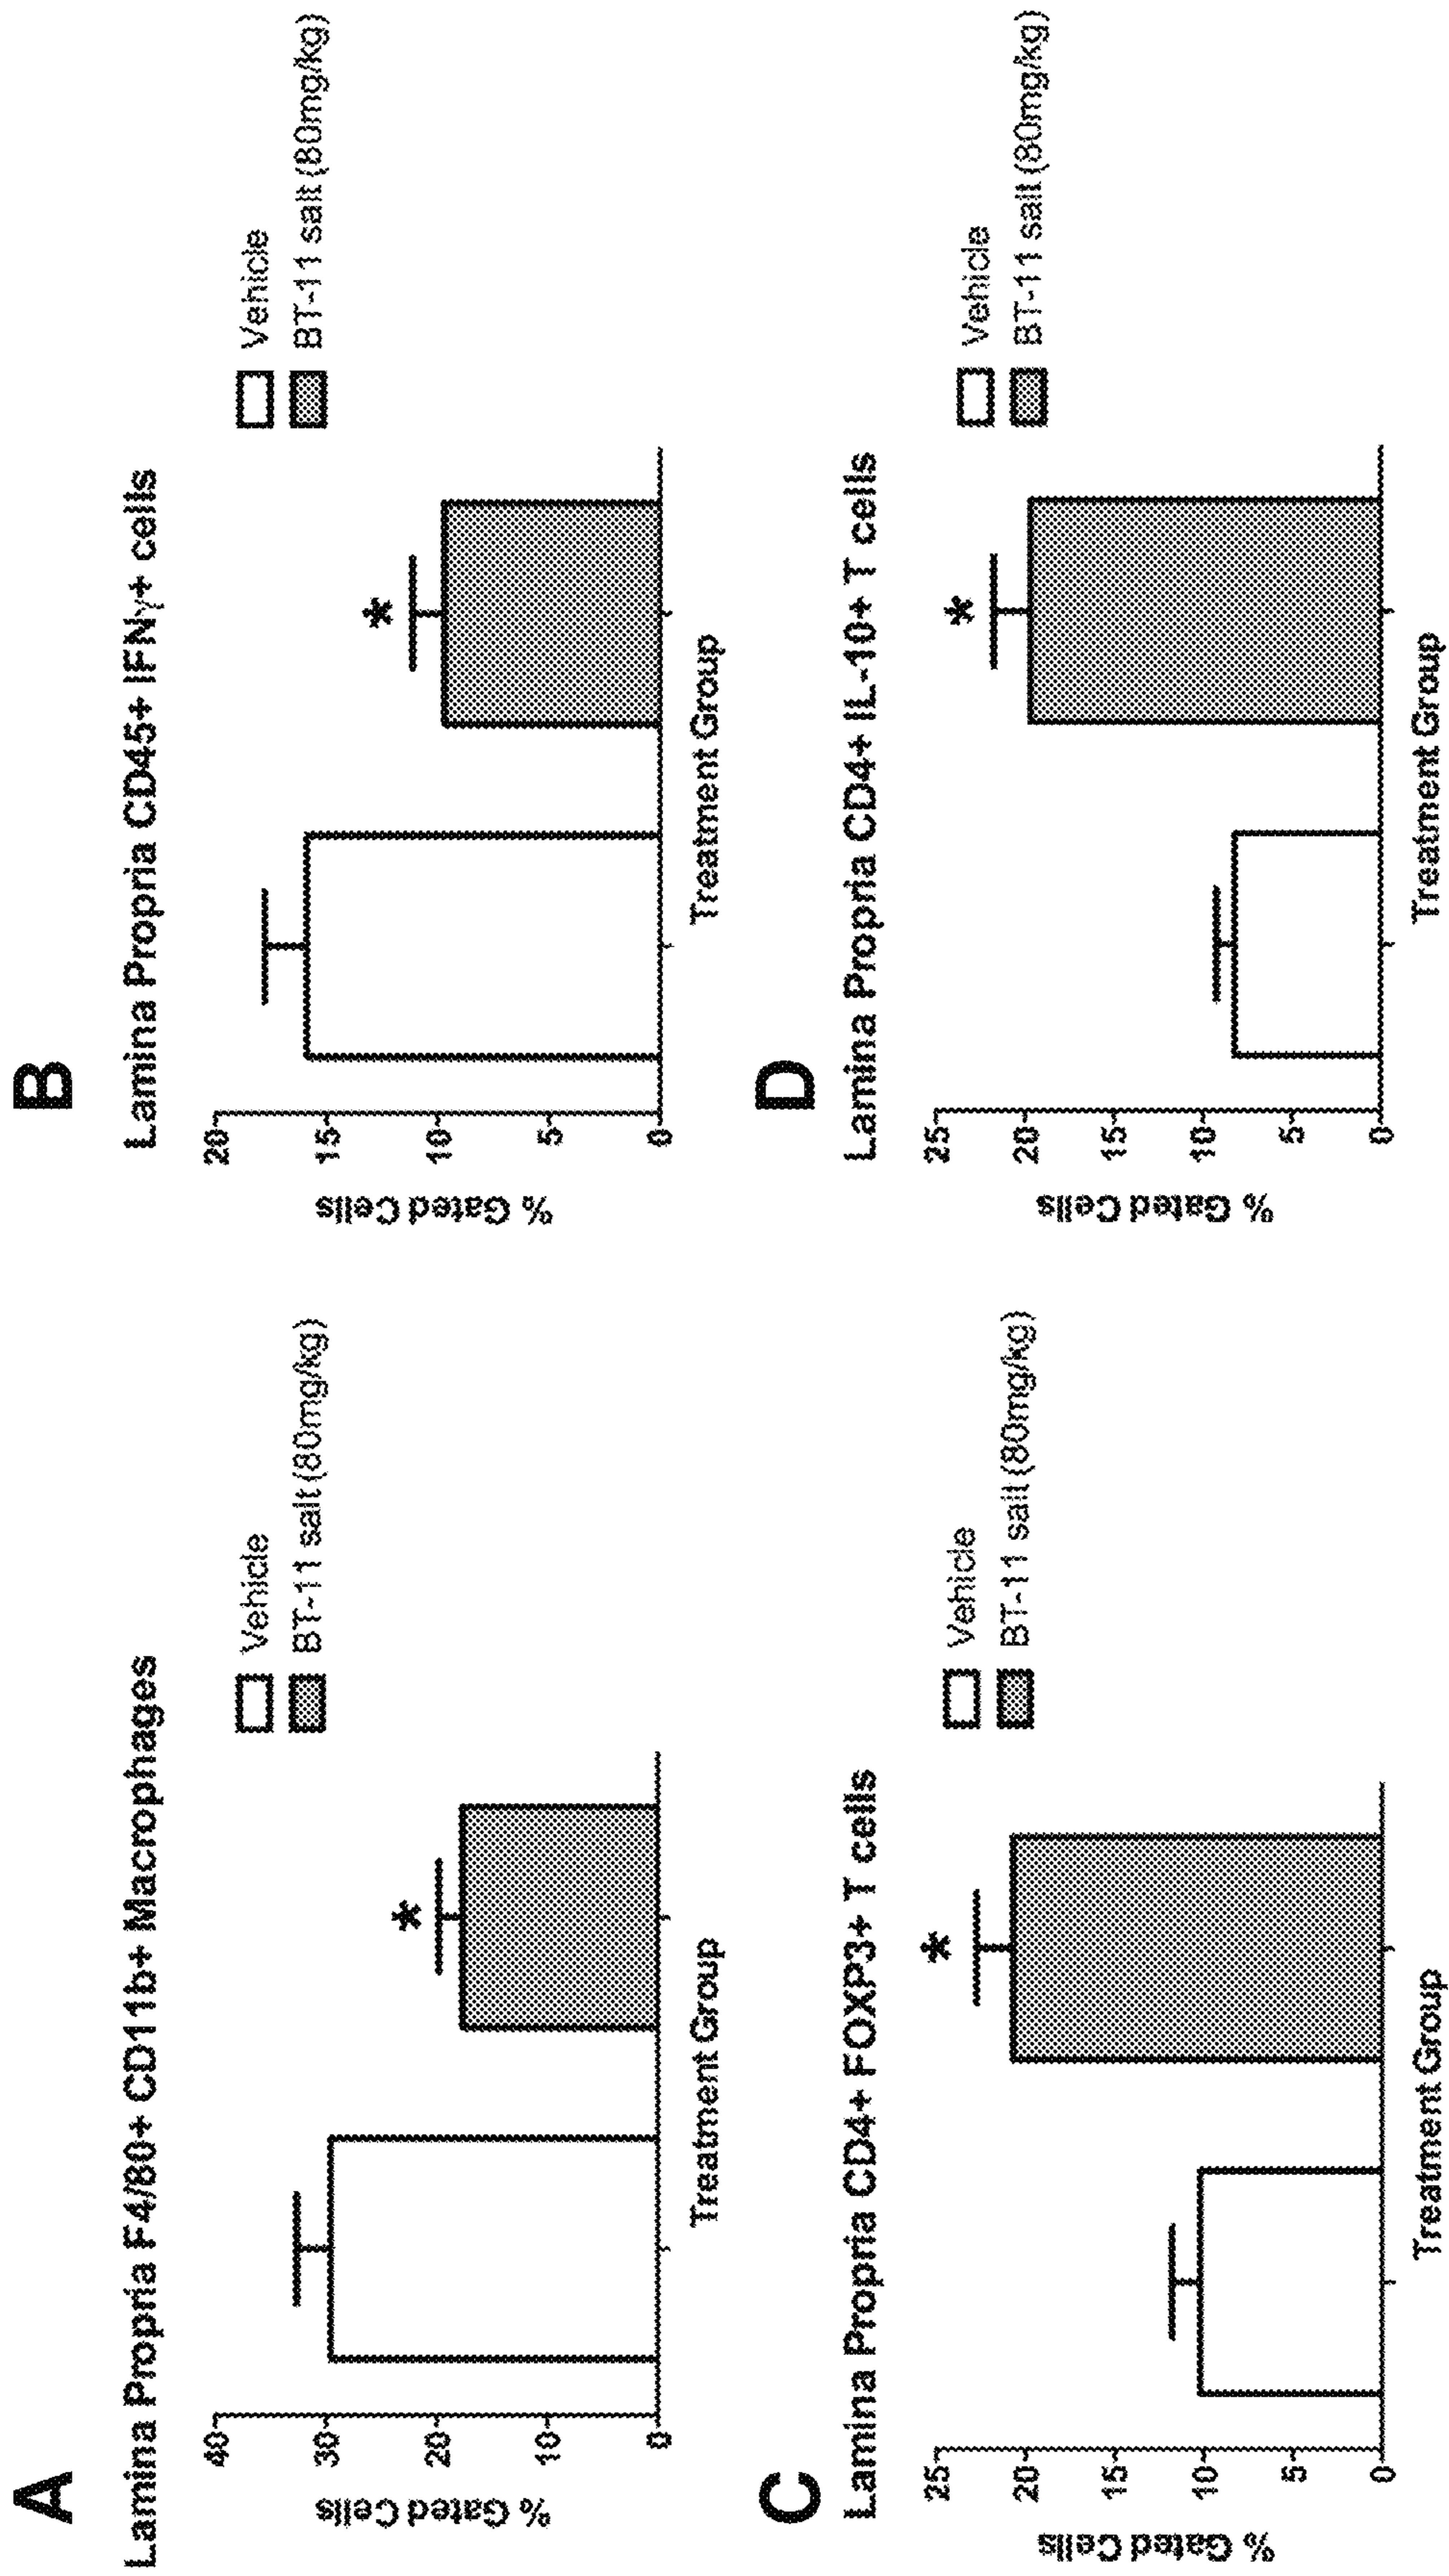 A
Lamina Propria F4/80+ CD11b+ Macrophages
Vehicle
BT-11 salt (80mg/kg)
% Gated Cells
40
30
20
10
0
Treatment Group
*
B
Lamina Propria CD45+ IFNγ+ cells
Vehicle
BT-11 salt (80mg/kg)
% Gated Cells
20
15
10
5
0
Treatment Group
*
C
Lamina Propria CD4+ FOXP3+ T cells
Vehicle
BT-11 salt (80mg/kg)
% Gated Cells
25
20
15
10
5
0
Treatment Group
*
D
Lamina Propria CD4+ IL-10+ T cells
Vehicle
BT-11 salt (80mg/kg)
% Gated Cells
25
20
15
10
5
0
Treatment Group
*